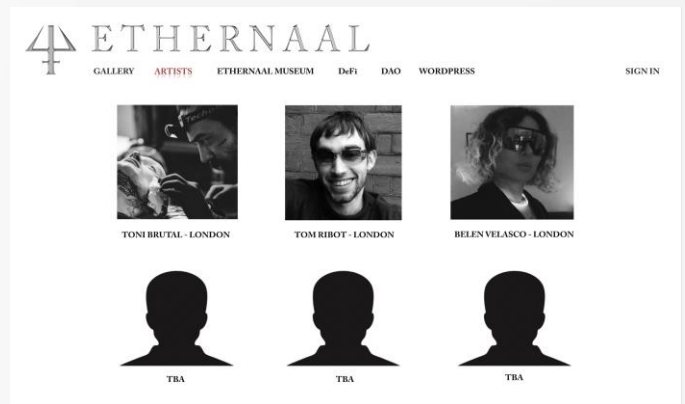 ETHERNAAL
GALLERY ARTISTS ETHERNAAL MUSEUM DeFi DAO WORDPRESS SIGN IN
TONI BRUTAL - LONDON TOM RIBOT - LONDON BELEN VELASCO - LONDON
TBA TBA TBA